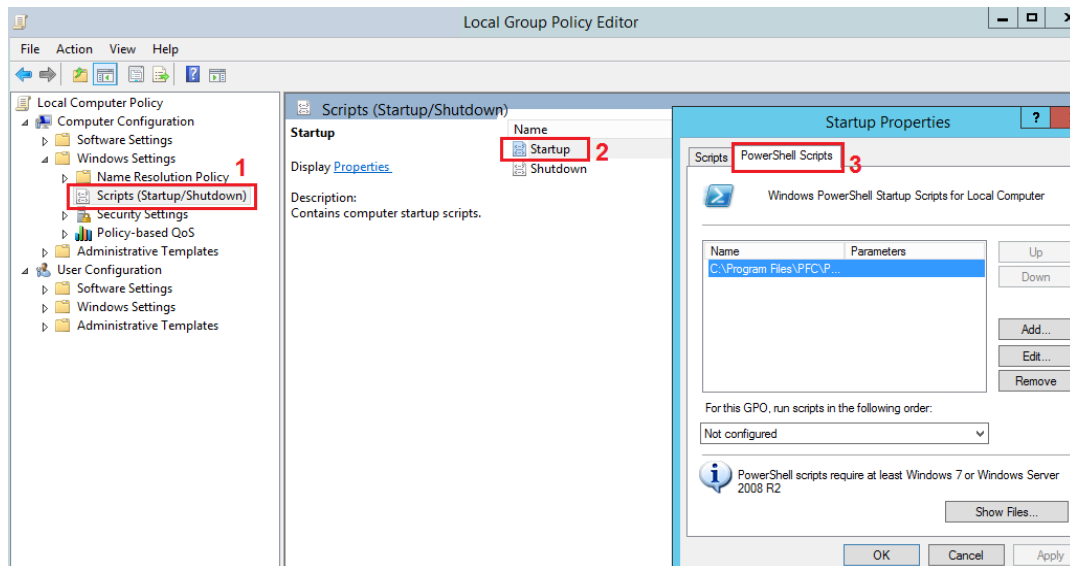 Local Group Policy Editor
File Action View Help
Local Computer Policy
Computer Configuration
Software Settings
Windows Settings
Name Resolution Policy
1
Scripts (Startup/Shutdown)
Security Settings
Policy-based QoS
Administrative Templates
User Configuration
Software Settings
Windows Settings
Administrative Templates
Scripts (Startup/Shutdown)
Startup
Display Properties
Description:
Contains computer startup scripts.
Name
Startup
2
Shutdown
Startup Properties
?
Scripts PowerShell Scripts
3
Windows PowerShell Startup Scripts for Local Computer
Name Parameters
C:\Program Files\PFC\P...
Up
Down
Add...
Edit...
Remove
For this GPO, run scripts in the following order:
Not configured
PowerShell scripts require at least Windows 7 or Windows Server
2008 R2
Show Files...
OK Cancel Apply